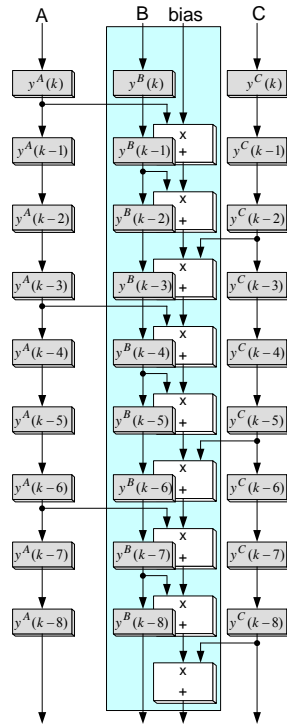 A B bias C
y^A(k) y^B(k) y^C(k)
x
y^A(k−1) y^B(k−1) + y^C(k−1)
x
y^A(k−2) y^B(k−2) + y^C(k−2)
x
y^A(k−3) y^B(k−3) + y^C(k−3)
x
y^A(k−4) y^B(k−4) + y^C(k−4)
x
y^A(k−5) y^B(k−5) + y^C(k−5)
x
y^A(k−6) y^B(k−6) + y^C(k−6)
x
y^A(k−7) y^B(k−7) + y^C(k−7)
x
y^A(k−8) y^B(k−8) + y^C(k−8)
x
+